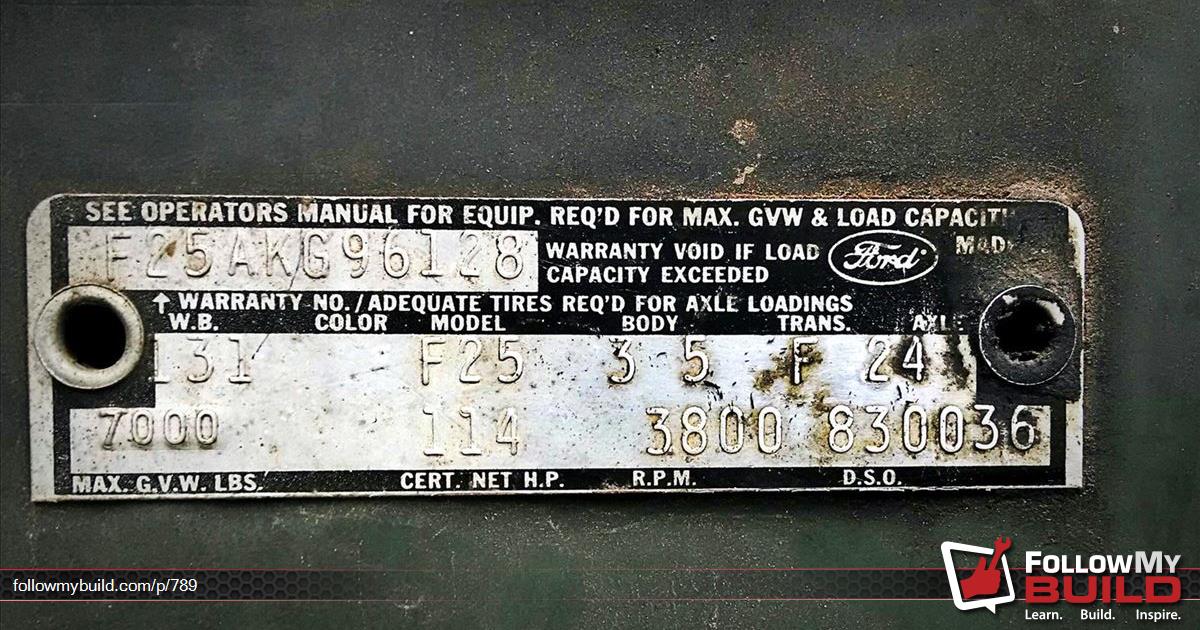 SEE OPERATORS MANUAL FOR EQUIP. REQ'D FOR MAX. GVW & LOAD
F25AKG96128 WARRANTY VOID IF LOAD Ford
CAPACITY EXCEEDED
↑ WARRANTY NO./ADEQUATE TIRES REQ'D FOR AXLE LOADINGS
W.B. COLOR MODEL BODY TRANS. AXLE
131 F25 3 5 F 24
7000 114 3800 830036
MAX. G.V.W. LBS. CERT. NET H.P. R.P.M. D.S.O.
followmybuild.com/p/789
FOLLOWMY
BUILD
Learn. Build. Inspire.